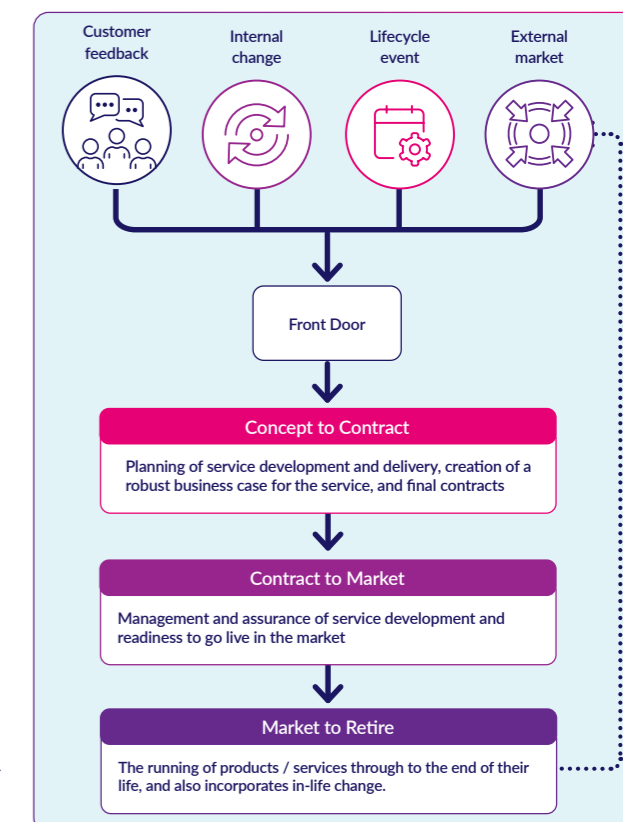 Customer
feedback
Internal
change
Lifecycle
event
External
market
Front Door
Concept to Contract
Planning of service development and delivery, creation of a
robust business case for the service, and final contracts
Contract to Market
Management and assurance of service development and
readiness to go live in the market
Market to Retire
The running of products / services through to the end of their
life, and also incorporates in-life change.